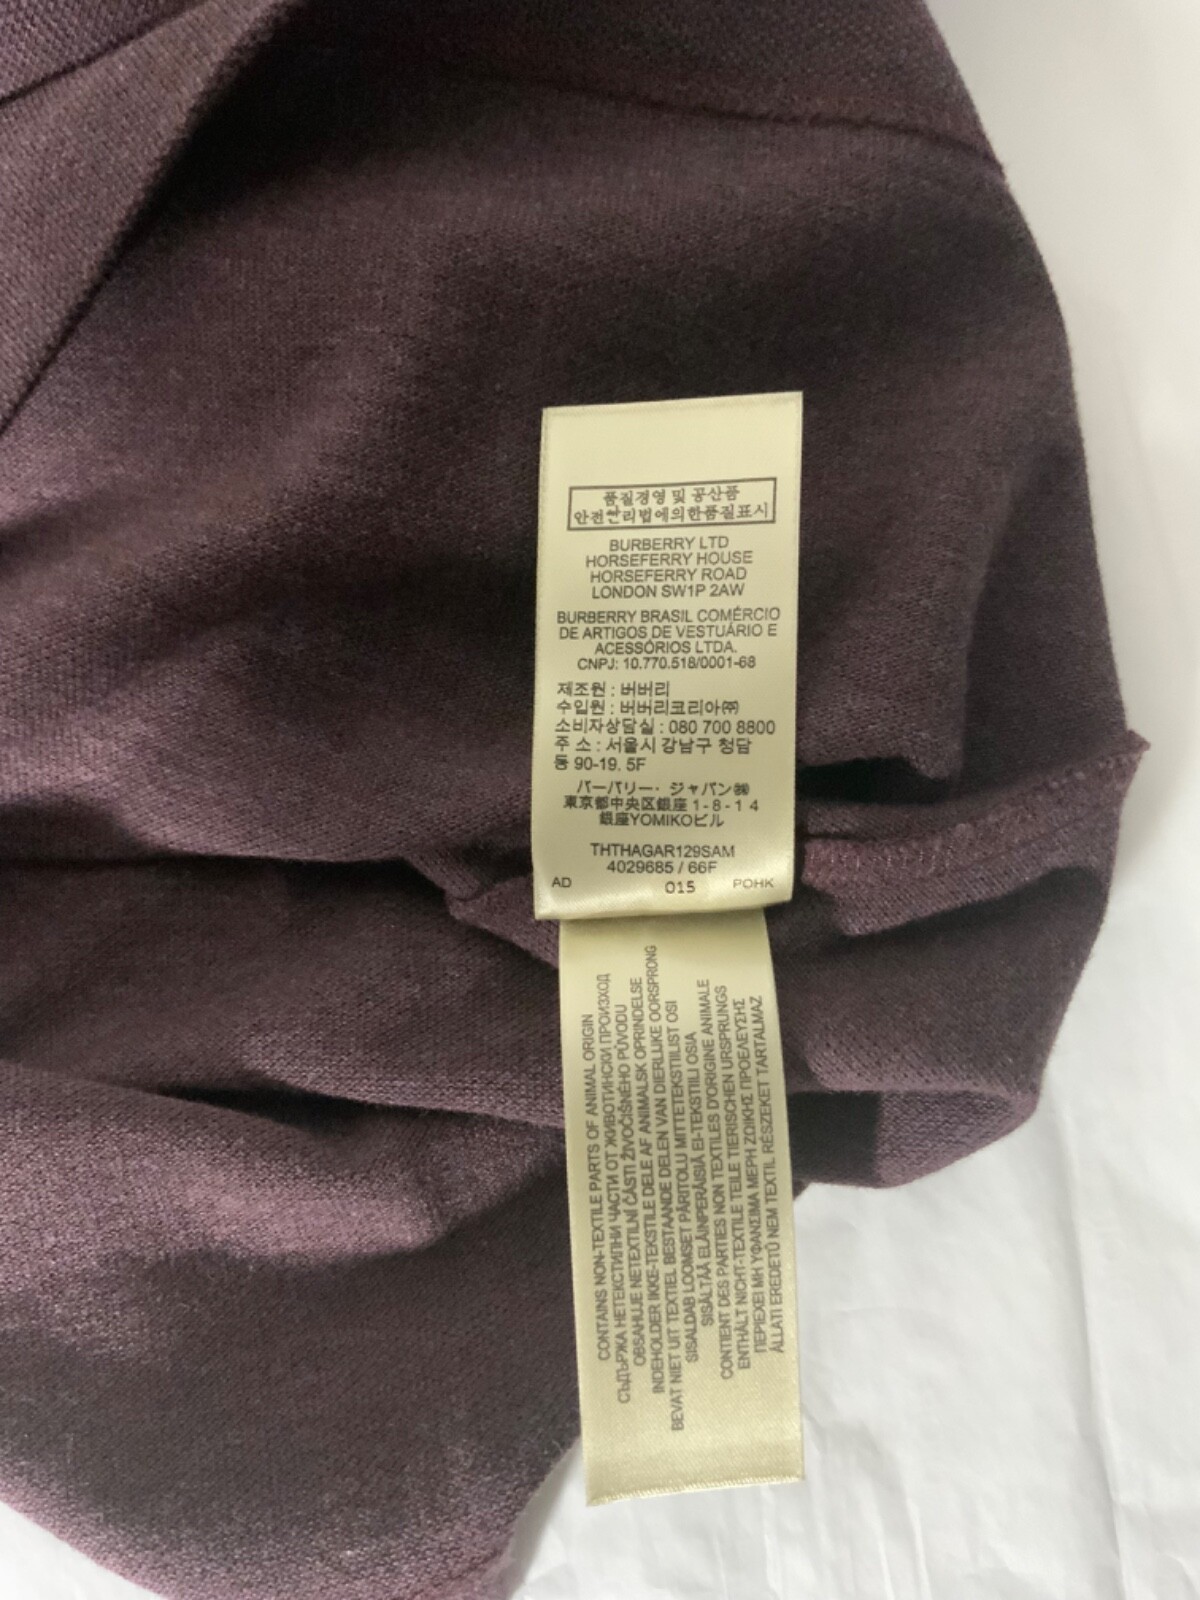 품질경영 및 공산품
안전관리법에의한품질표시
BURBERRY LTD
HORSEFERRY HOUSE
HORSEFERRY ROAD
LONDON SW1P 2AW
BURBERRY BRASIL COMÉRCIO
DE ARTIGOS DE VESTUÁRIO E
ACESSÓRIOS LTDA.
CNPJ: 10.770.518/0001-68
제조원 : 버버리
수입원 : 버버리코리아㈜
소비자상담실 : 080 700 8800
주 소 : 서울시 강남구 청담
동 90-19. 5F
バーバリー・ジャパン㈱
東京都中央区銀座 1 - 8 - 1 4
銀座YOMIKOビル
THTHAGAR129SAM
4029685 / 66F
AD 015 POHK
CONTAINS NON-TEXTILE PARTS OF ANIMAL ORIGIN
СЪДЪРЖА НЕТЕКСТИЛНИ ЧАСТИ ОТ ЖИВОТИНСКИ ПРОИЗХОД
OBSAHUJE NETEXTILNÍ ČÁSTI ŽIVOČIŠNÉHO PŮVODU
INDEHOLDER IKKE-TEKSTILE DELE AF ANIMALSK OPRINDELSE
BEVAT NIET UIT TEXTIEL BESTAANDE DELEN VAN DIERLIJKE OORSPRONG
SISALDAB LOOMSET PÄRITOLU MITTETEKSTIILIST OSI
SISÄLTÄÄ ELÄINPERÄISIÄ EI-TEKSTIILI OSIA
CONTIENT DES PARTIES NON TEXTILES D'ORIGINE ANIMALE
ENTHÄLT NICHT-TEXTILE TEILE TIERISCHEN URSPRUNGS
ΠΕΡΙΕΧΕΙ ΜΗ ΥΦΑΝΣΙΜΑ ΜΕΡΗ ΖΩΙΚΗΣ ΠΡΟΕΛΕΥΣΗΣ
ÁLLATI EREDETŰ NEM TEXTIL RÉSZEKET TARTALMAZ